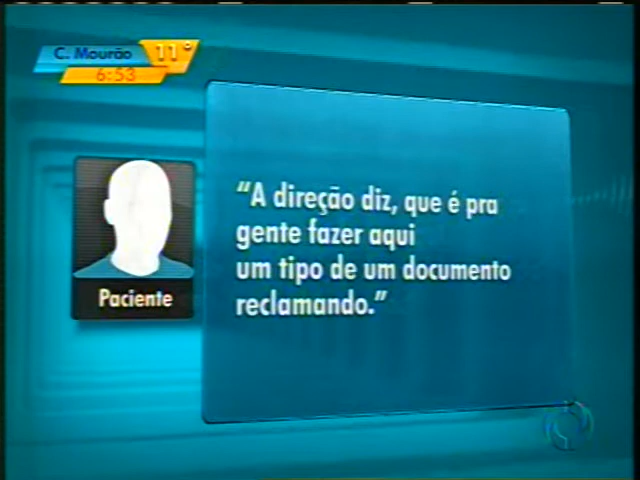 C. Mourão 11°
6:53
"A direção diz, que é pra
gente fazer aqui
um tipo de um documento
reclamando."
Paciente